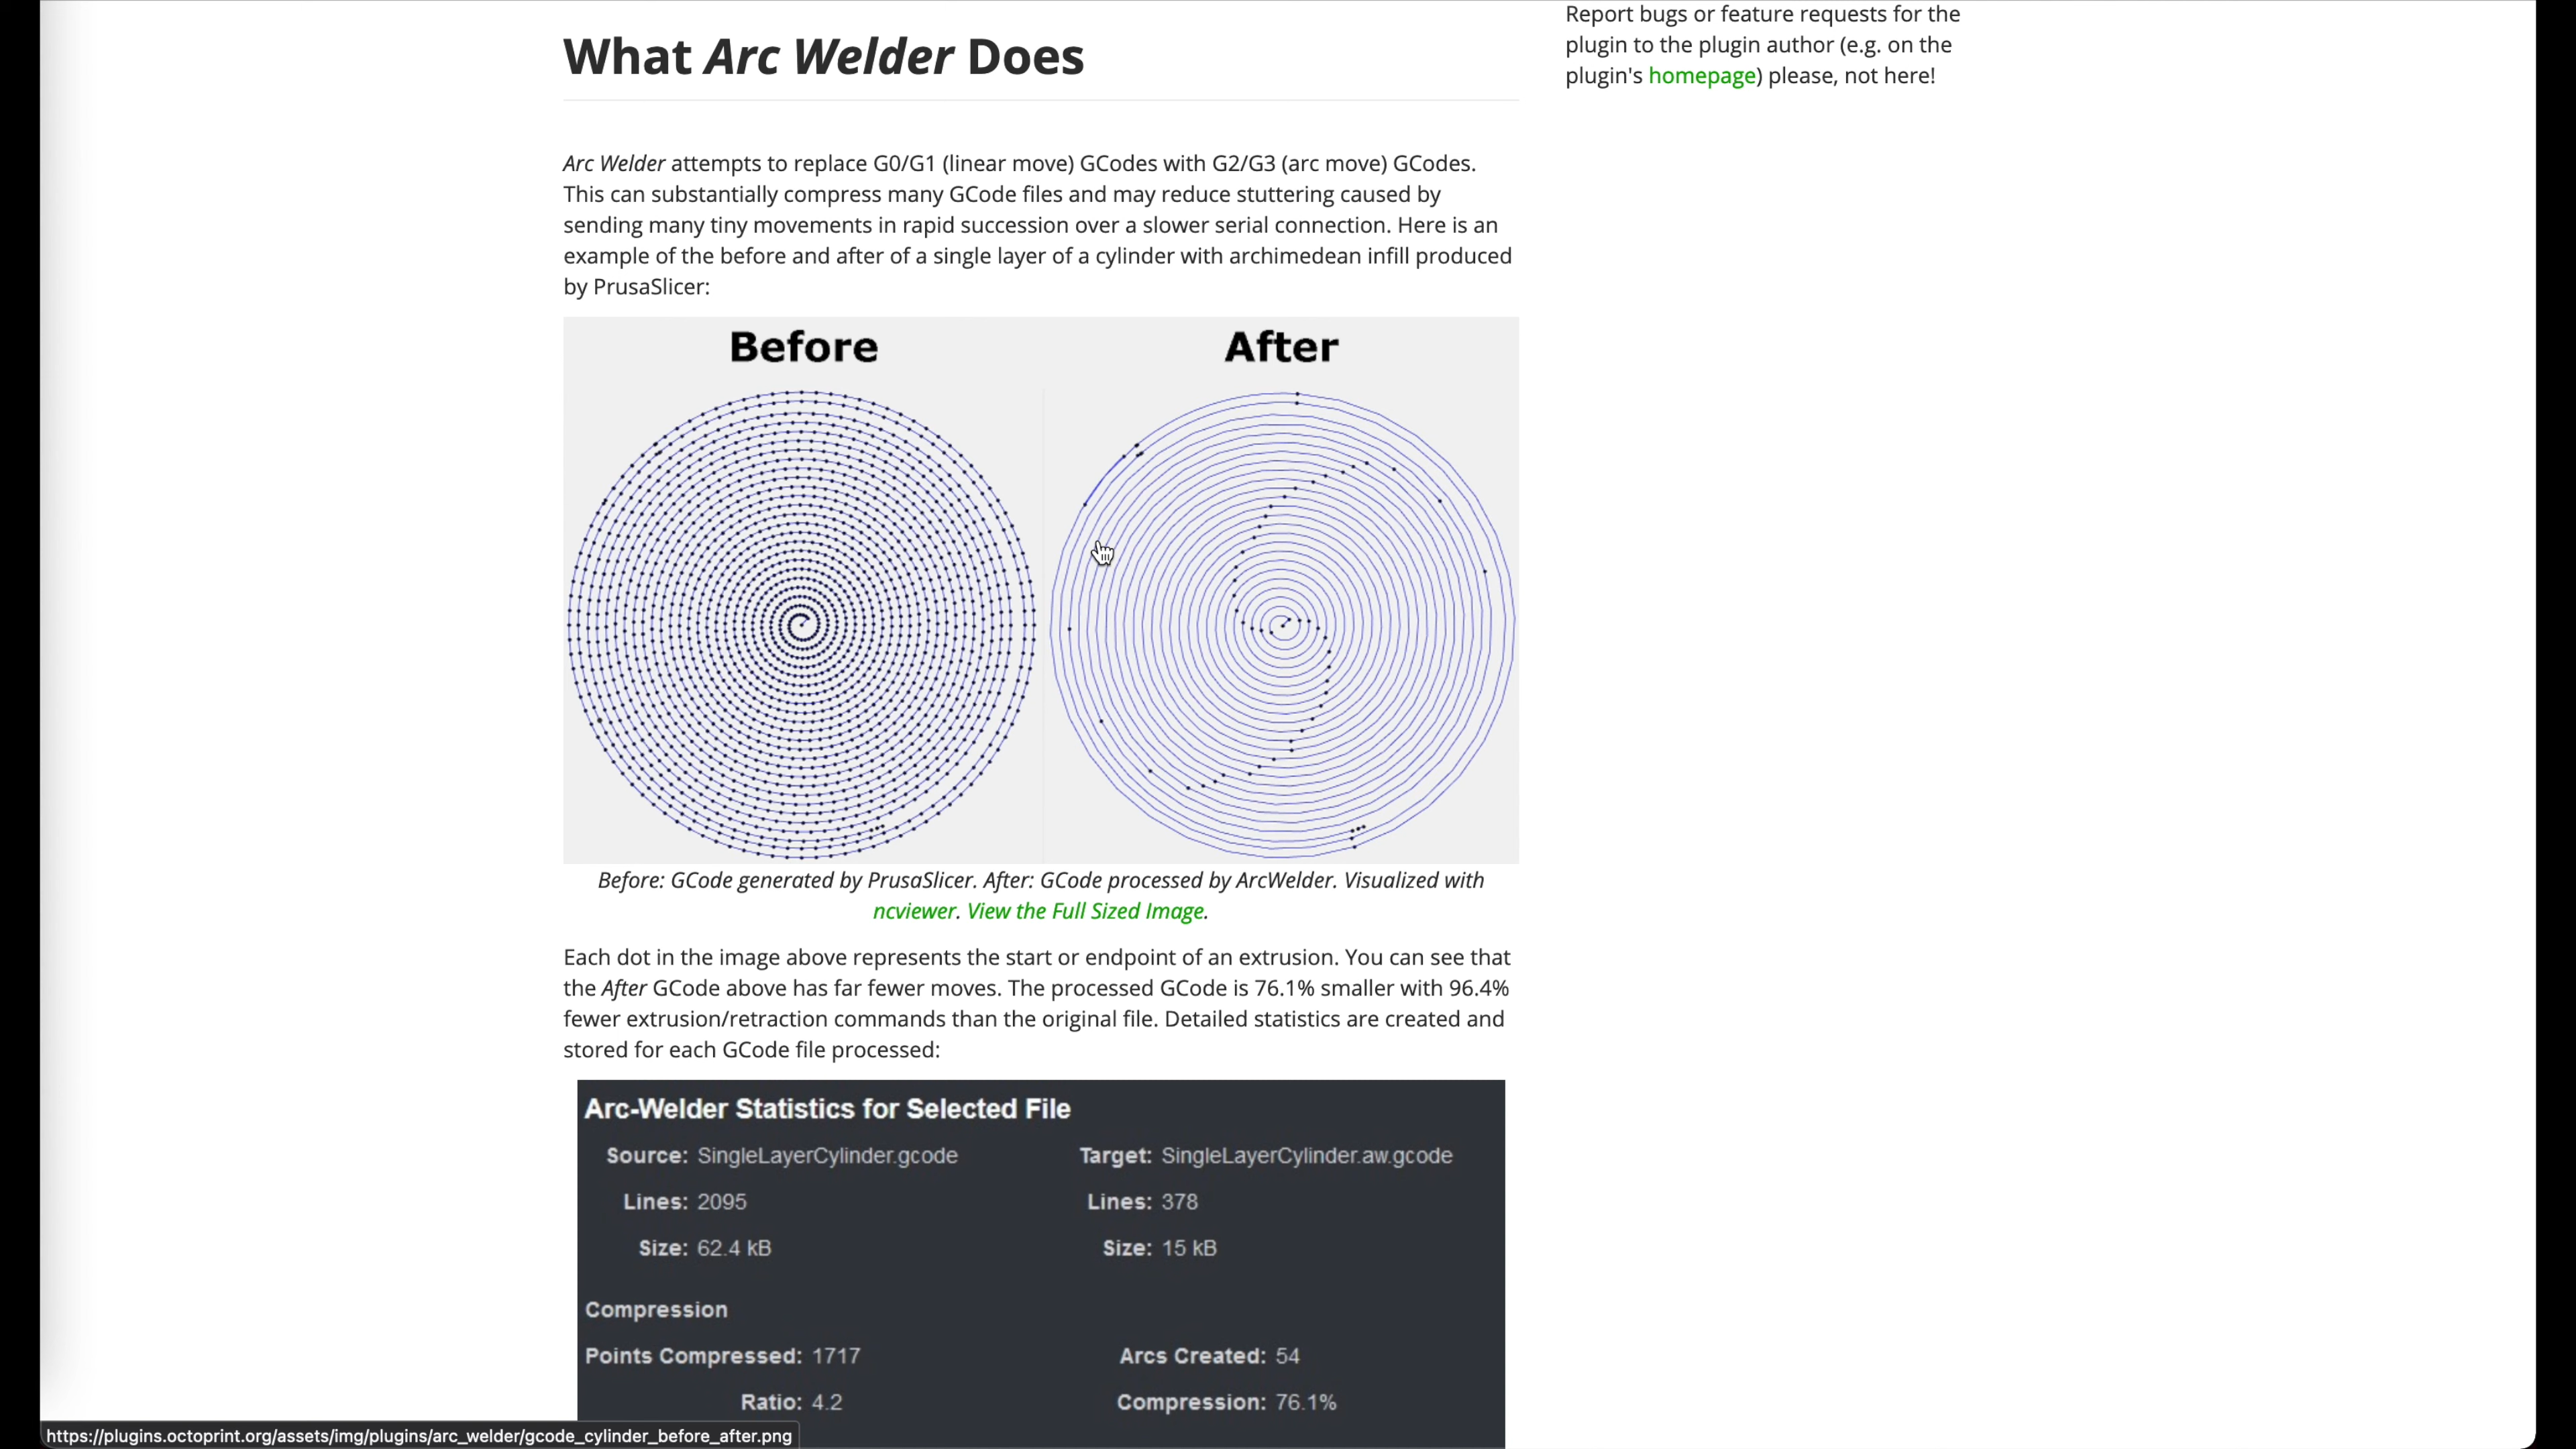 What Arc Welder Does
Arc Welder attempts to replace G0/G1 (linear move) GCodes with G2/G3 (arc move) GCodes.
This can substantially compress many GCode files and may reduce stuttering caused by
sending many tiny movements in rapid succession over a slower serial connection. Here is an
example of the before and after of a single layer of a cylinder with archimedean infill produced
by PrusaSlicer:
Before
After
Before: GCode generated by PrusaSlicer. After: GCode processed by ArcWelder. Visualized with
ncviewer. View the Full Sized Image.
Each dot in the image above represents the start or endpoint of an extrusion. You can see that
the After GCode above has far fewer moves. The processed GCode is 76.1% smaller with 96.4%
fewer extrusion/retraction commands than the original file. Detailed statistics are created and
stored for each GCode file processed:
Arc-Welder Statistics for Selected File
Source: SingleLayerCylinder.gcode Target: SingleLayerCylinder.aw.gcode
Lines: 2095 Lines: 378
Size: 62.4 kB Size: 15 kB
Compression
Points Compressed: 1717 Arcs Created: 54
Ratio: 4.2 Compression: 76.1%
Report bugs or feature requests for the
plugin to the plugin author (e.g. on the
plugin's homepage) please, not here!
https://plugins.octoprint.org/assets/img/plugins/arc_welder/gcode_cylinder_before_after.png